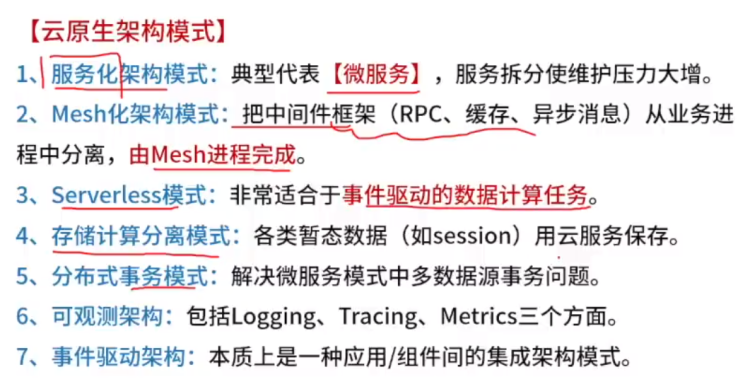 【云原生架构模式】
1、服务化架构模式：典型代表【微服务】，服务拆分使维护压力大增。
2、Mesh化架构模式：把中间件框架（RPC、缓存、异步消息）从业务进
程中分离，由Mesh进程完成。
3、Serverless模式：非常适合于事件驱动的数据计算任务。
4、存储计算分离模式：各类暂态数据（如session）用云服务保存。
5、分布式事务模式：解决微服务模式中多数据源事务问题。
6、可观测架构：包括Logging、Tracing、Metrics三个方面。
7、事件驱动架构：本质上是一种应用/组件间的集成架构模式。